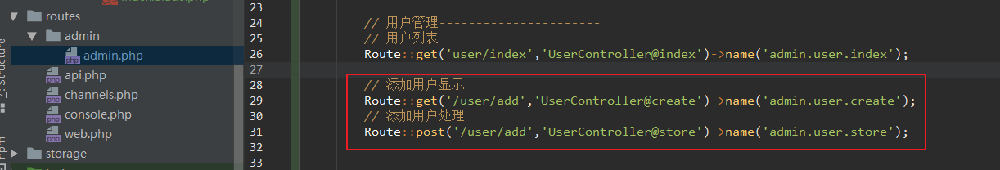 routes
admin
admin.php
api.php
channels.php
console.php
web.php
storage
Z: Structure
npm
23
24 // 用户管理-----------------------
25 // 用户列表
26 Route::get('user/index','UserController@index')->name('admin.user.index');
27
28 // 添加用户显示
29 Route::get('/user/add','UserController@create')->name('admin.user.create');
30 // 添加用户处理
31 Route::post('/user/add','UserController@store')->name('admin.user.store');
32
33